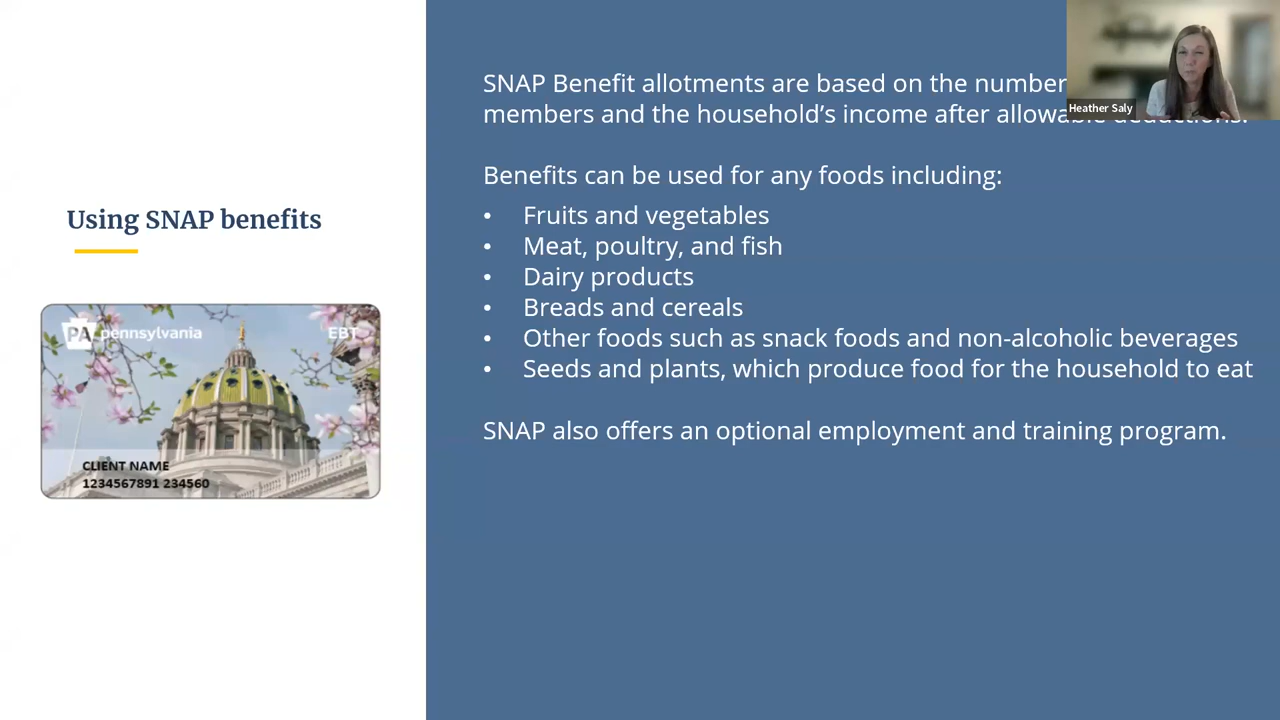 Using SNAP benefits
PA pennsylvania
EBT
CLIENT NAME
1234567891 234560
SNAP Benefit allotments are based on the number
members and the household’s income after allowable deductions.
Benefits can be used for any foods including:
• Fruits and vegetables
• Meat, poultry, and fish
• Dairy products
• Breads and cereals
• Other foods such as snack foods and non-alcoholic beverages
• Seeds and plants, which produce food for the household to eat
SNAP also offers an optional employment and training program.
Heather Saly